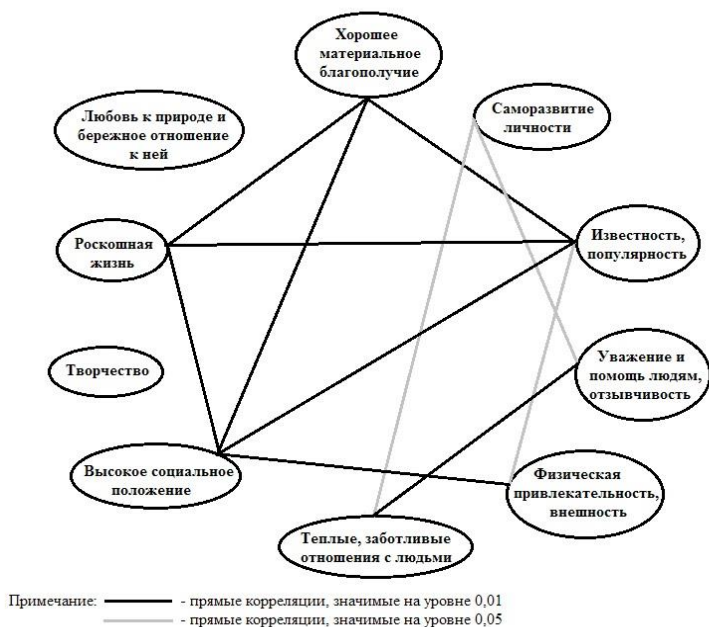 Хорошее
материальное
благополучие
Любовь к природе и
бережное отношение
к ней
Саморазвитие
личности
Роскошная
жизнь
Известность,
популярность
Творчество
Уважение и
помощь людям,
отзывчивость
Высокое социальное
положение
Физическая
привлекательность,
внешность
Теплые, заботливые
отношения с людьми
Примечание: - прямые корреляции, значимые на уровне 0,01
- прямые корреляции, значимые на уровне 0,05